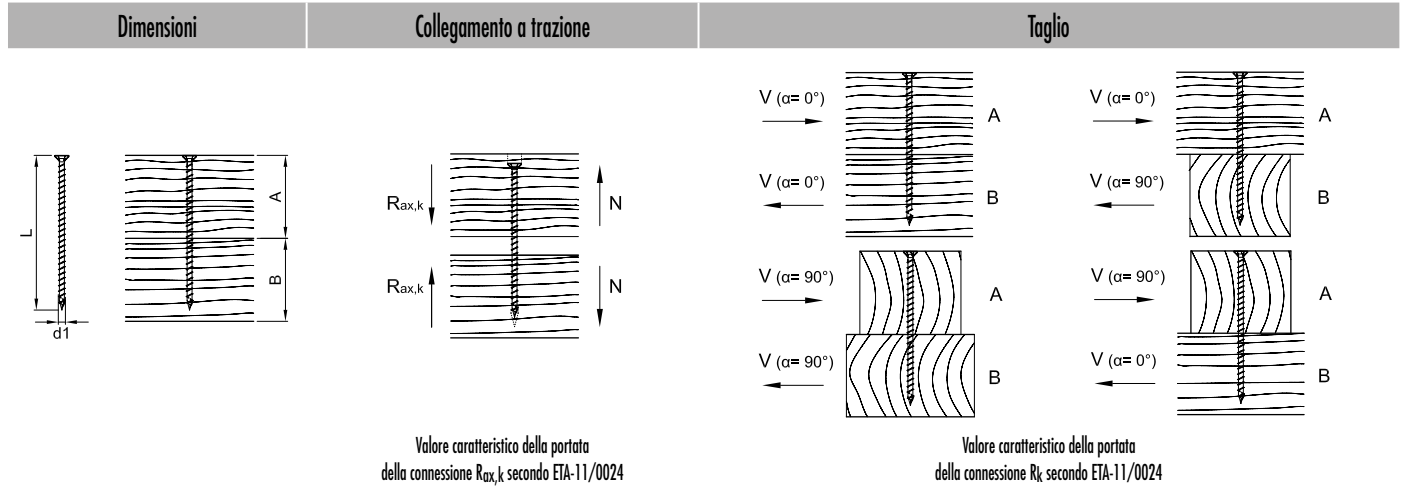 Dimensioni
Collegamento a trazione
Taglio
L
d1
A
B
Rax,k
N
Rax,k
N
Valore caratteristico della portata
della connessione Rax,k secondo ETA-11/0024
V (α= 0°)
A
V (α= 0°)
B
V (α= 0°)
A
V (α= 90°)
B
V (α= 90°)
A
V (α= 90°)
B
V (α= 90°)
A
V (α= 0°)
B
Valore caratteristico della portata
della connessione Rk secondo ETA-11/0024